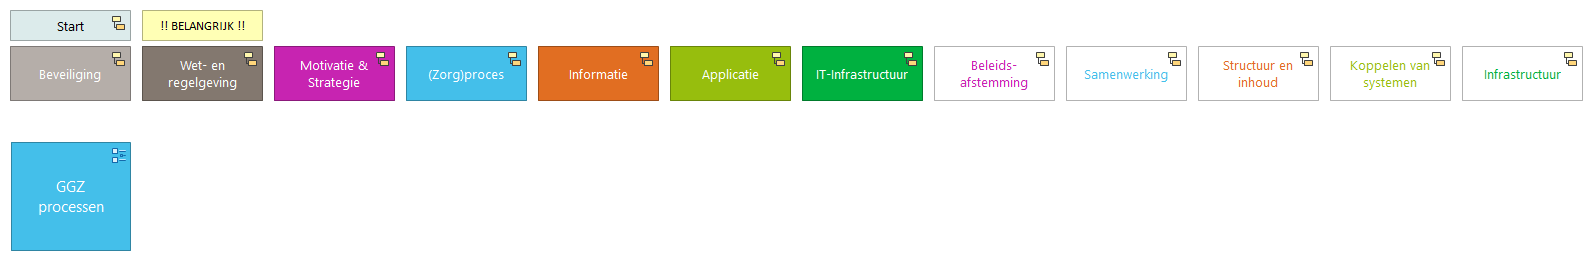 Start
!! BELANGRIJK !!
Beveiliging
Wet- en
regelgeving
Motivatie &
Strategie
(Zorg)proces
Informatie
Applicatie
IT-Infrastructuur
Beleids-
afstemming
Samenwerking
Structuur en
inhoud
Koppelen van
systemen
Infrastructuur
GGZ
processen